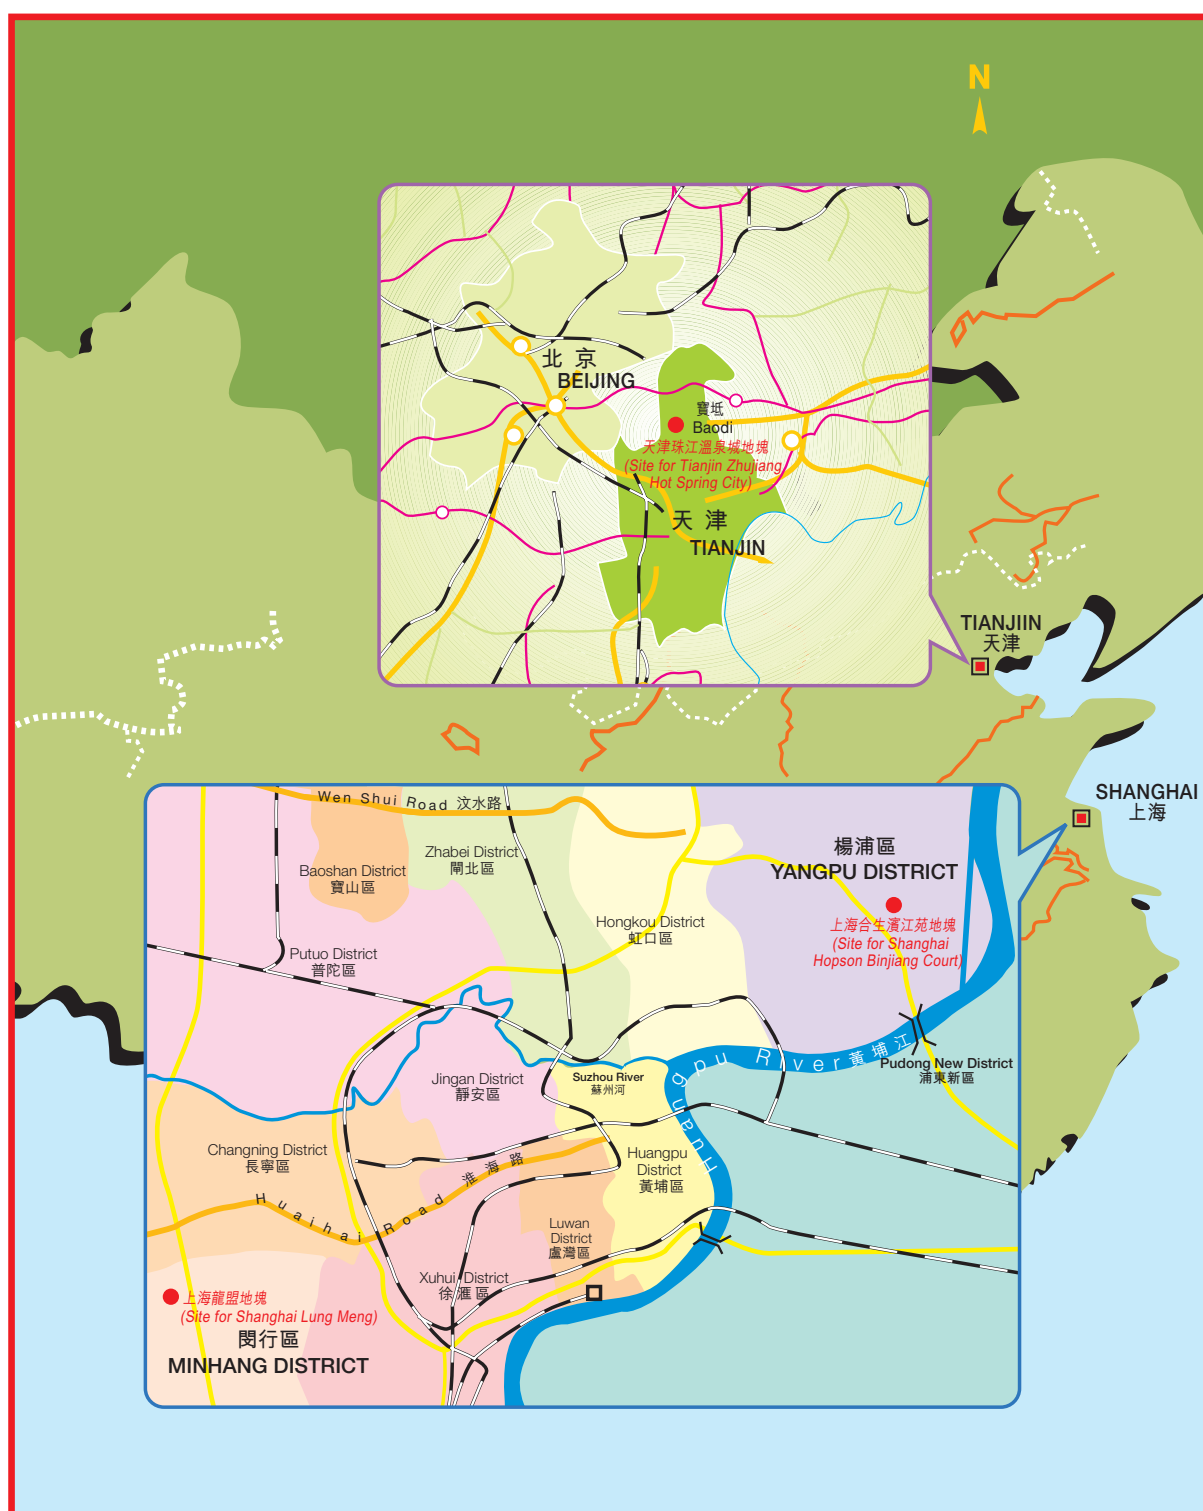 N
北 京
BEIJING
寶坻
Baodi
天津珠江溫泉城地塊
(Site for Tianjin Zhujiang
Hot Spring City)
天 津
TIANJIN
TIANJIIN
天津
SHANGHAI
上海
Wen Shui Road 汶水路
Zhabei District
閘北區
Baoshan District
寶山區
楊浦區
YANGPU DISTRICT
上海合生濱江苑地塊
(Site for Shanghai
Hopson Binjiang Court)
Hongkou District
虹口區
Putuo District
普陀區
Huangpu River 黃埔江
Pudong New District
浦東新區
Suzhou River
蘇州河
Jingan District
靜安區
Changning District
長寧區
Huangpu
District
黃埔區
Huaihai Road 淮海路
Luwan
District
盧灣區
Xuhui District
徐滙區
上海龍盟地塊
(Site for Shanghai Lung Meng)
閔行區
MINHANG DISTRICT